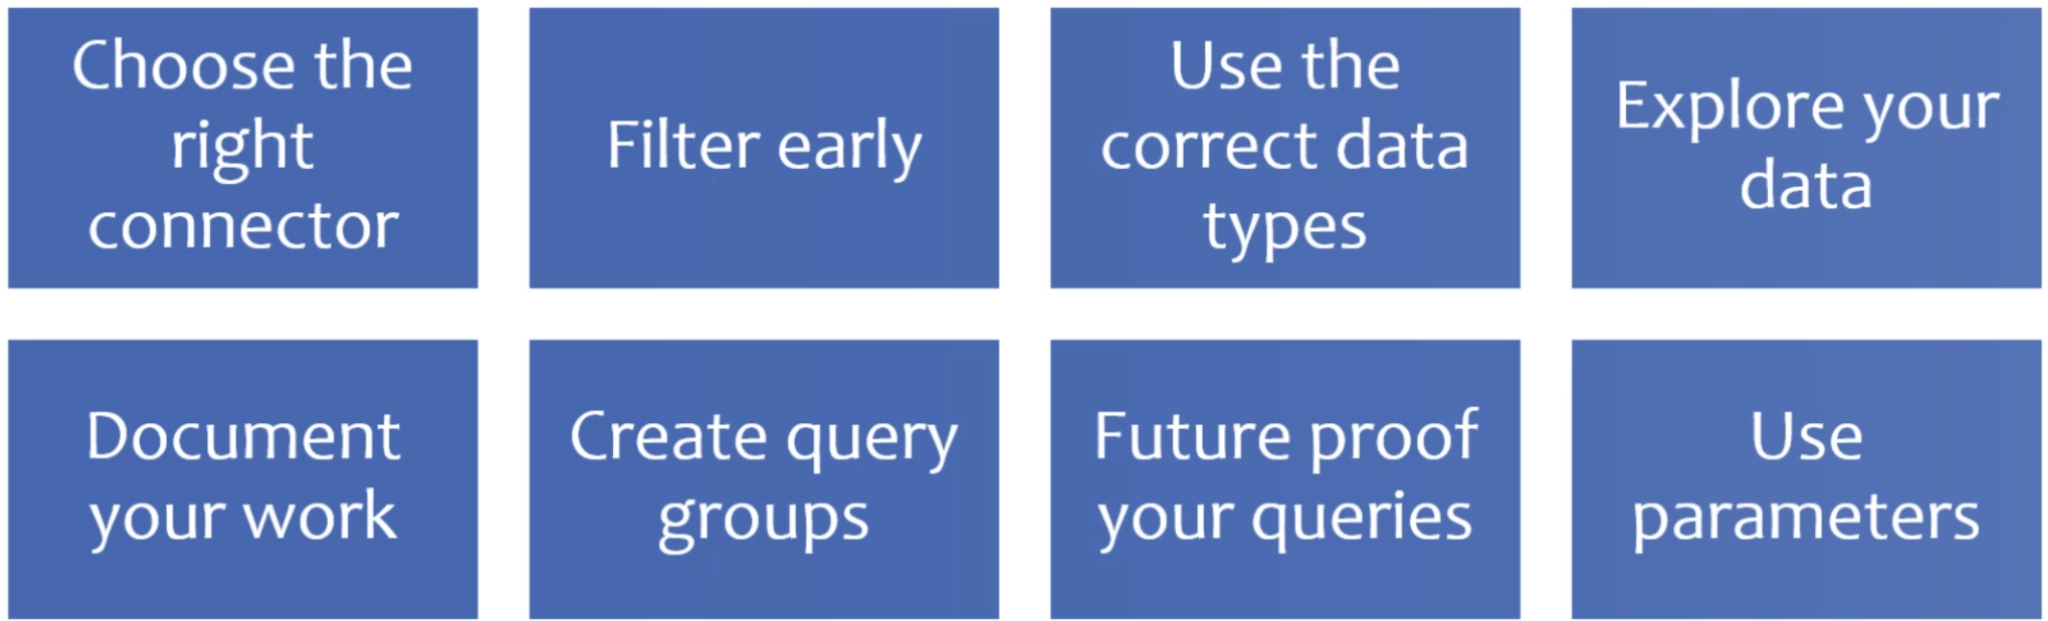 Choose the
right
connector
Filter early
Use the
correct data
types
Explore your
data
Document
your work
Create query
groups
Future proof
your queries
Use
parameters